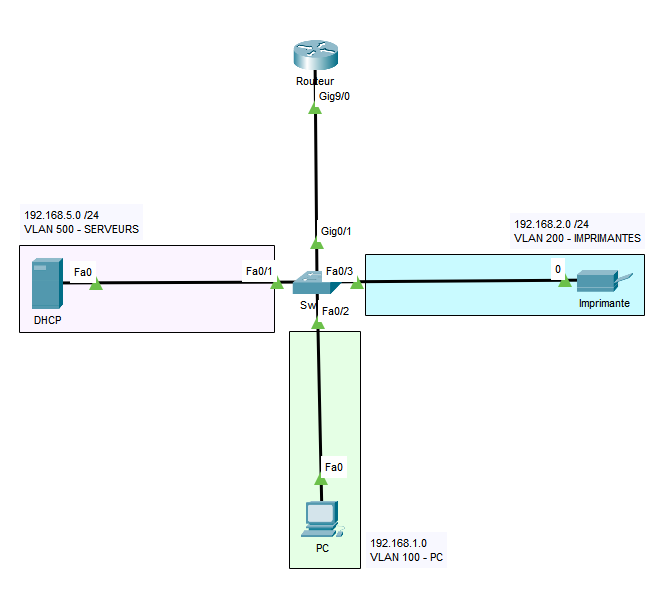 Routeur
Gig9/0
192.168.5.0 /24
VLAN 500 - SERVEURS
192.168.2.0 /24
VLAN 200 - IMPRIMANTES
Gig0/1
Fa0
Fa0/1
Fa0/3
0
DHCP
Sw
Fa0/2
Imprimante
Fa0
PC
192.168.1.0
VLAN 100 - PC